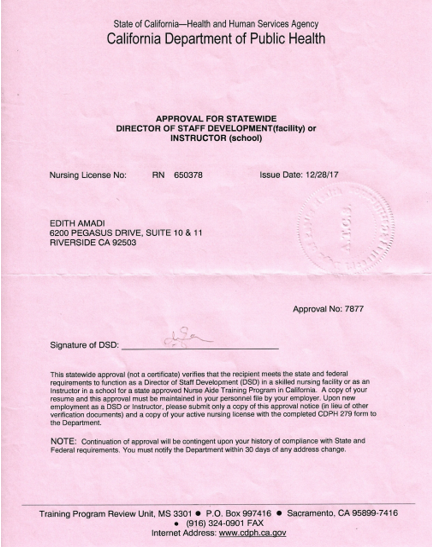 State of California—Health and Human Services Agency
California Department of Public Health
APPROVAL FOR STATEWIDE
DIRECTOR OF STAFF DEVELOPMENT(facility) or
INSTRUCTOR (school)
Nursing License No: RN 650378 Issue Date: 12/28/17
EDITH AMADI
6200 PEGASUS DRIVE, SUITE 10 & 11
RIVERSIDE CA 92503
Approval No: 7877
Signature of DSD:
This statewide approval (not a certificate) verifies that the recipient meets the state and federal
requirements to function as a Director of Staff Development (DSD) in a skilled nursing facility or as an
instructor in a school for a state approved Nurse Aide Training Program in California. A copy of your
resume and this approval must be maintained in your personnel file by your employer. Upon new
employment as a DSD or Instructor, please submit only a copy of this approval notice (in lieu of other
verification documents) and a copy of your active nursing license with the completed CDPH 279 form to
the Department.
NOTE: Continuation of approval will be contingent upon your history of compliance with State and
Federal requirements. You must notify the Department within 30 days of any address change.
Training Program Review Unit, MS 3301 ● P.O. Box 997416 ● Sacramento, CA 95899-7416
● (916) 324-0901 FAX
Internet Address: www.cdph.ca.gov